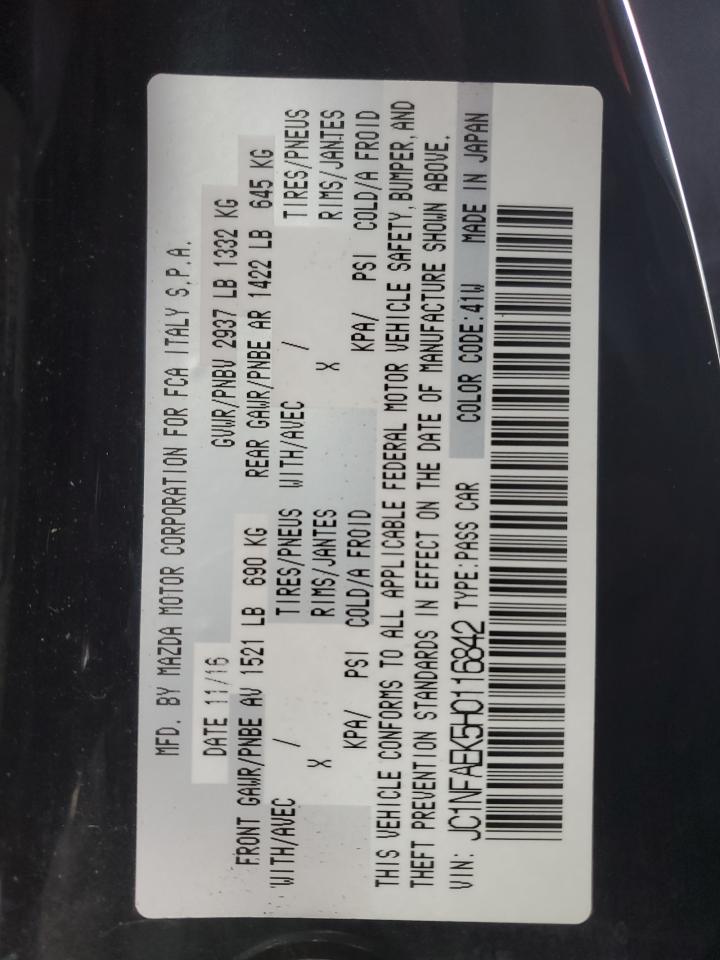 MFD. BY MAZDA MOTOR CORPORATION FOR FCA ITALY S.P.A.
DATE 11/16 GVWR/PNBV 2937 LB 1332 KG
FRONT GAWR/PNBE AV 1521 LB 690 KG REAR GAWR/PNBE AR 1422 LB 645 KG
WITH/AVEC / TIRES/PNEUS WITH/AVEC / TIRES/PNEUS
X RIMS/JANTES X RIMS/JANTES
KPA/ PSI COLD/A FROID KPA/ PSI COLD/A FROID
THIS VEHICLE CONFORMS TO ALL APPLICABLE FEDERAL MOTOR VEHICLE SAFETY, BUMPER, AND
THEFT PREVENTION STANDARDS IN EFFECT ON THE DATE OF MANUFACTURE SHOWN ABOVE.
VIN: JC1NFAEK5H0116842 TYPE:PASS CAR COLOR CODE:41W MADE IN JAPAN